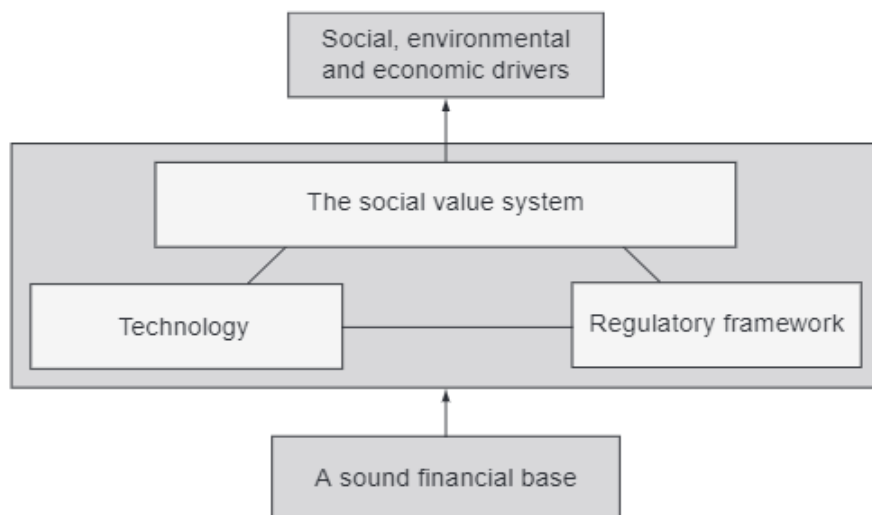 Social, environmental
and economic drivers
The social value system
Technology
Regulatory framework
A sound financial base